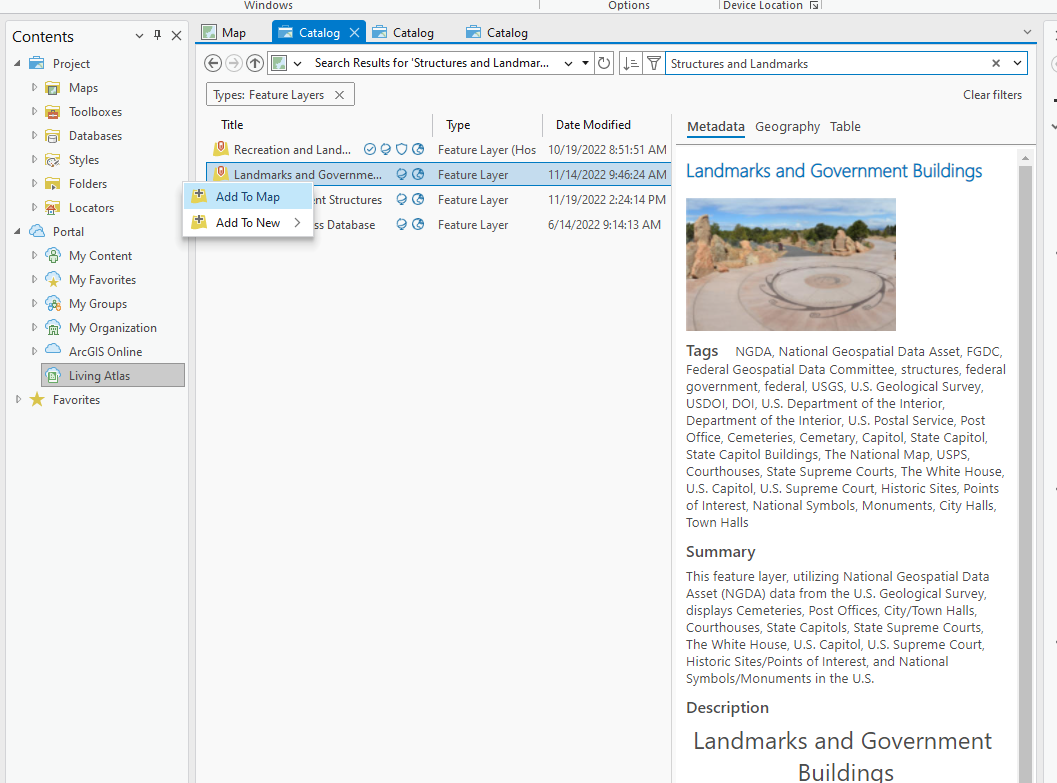 Windows
Options
Device Location
Contents
Project
Maps
Toolboxes
Databases
Styles
Folders
Locators
Portal
My Content
My Favorites
My Groups
My Organization
ArcGIS Online
Living Atlas
Favorites
Map
Catalog
Catalog
Catalog
Search Results for 'Structures and Landmar...
Structures and Landmarks
Types: Feature Layers
Clear filters
Title Type Date Modified
Recreation and Land... Feature Layer (Hos 10/19/2022 8:51:51 AM
Landmarks and Governme... Feature Layer 11/14/2022 9:46:24 AM
nt Structures Feature Layer 11/19/2022 2:24:14 PM
ss Database Feature Layer 6/14/2022 9:14:13 AM
Add To Map
Add To New
Metadata Geography Table
Landmarks and Government Buildings
Tags NGDA, National Geospatial Data Asset, FGDC,
Federal Geospatial Data Committee, structures, federal
government, federal, USGS, U.S. Geological Survey,
USDOI, DOI, U.S. Department of the Interior,
Department of the Interior, U.S. Postal Service, Post
Office, Cemeteries, Cemetary, Capitol, State Capitol,
State Capitol Buildings, The National Map, USPS,
Courthouses, State Supreme Courts, The White House,
U.S. Capitol, U.S. Supreme Court, Historic Sites, Points
of Interest, National Symbols, Monuments, City Halls,
Town Halls
Summary
This feature layer, utilizing National Geospatial Data
Asset (NGDA) data from the U.S. Geological Survey,
displays Cemeteries, Post Offices, City/Town Halls,
Courthouses, State Capitols, State Supreme Courts,
The White House, U.S. Capitol, U.S. Supreme Court,
Historic Sites/Points of Interest, and National
Symbols/Monuments in the U.S.
Description
Landmarks and Government
Buildings